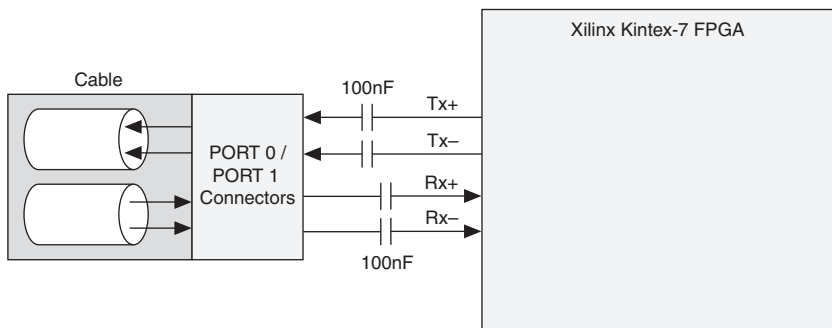 Xilinx Kintex-7 FPGA
Cable
100nF
Tx+
Tx–
PORT 0 /
PORT 1
Connectors
Rx+
Rx–
100nF